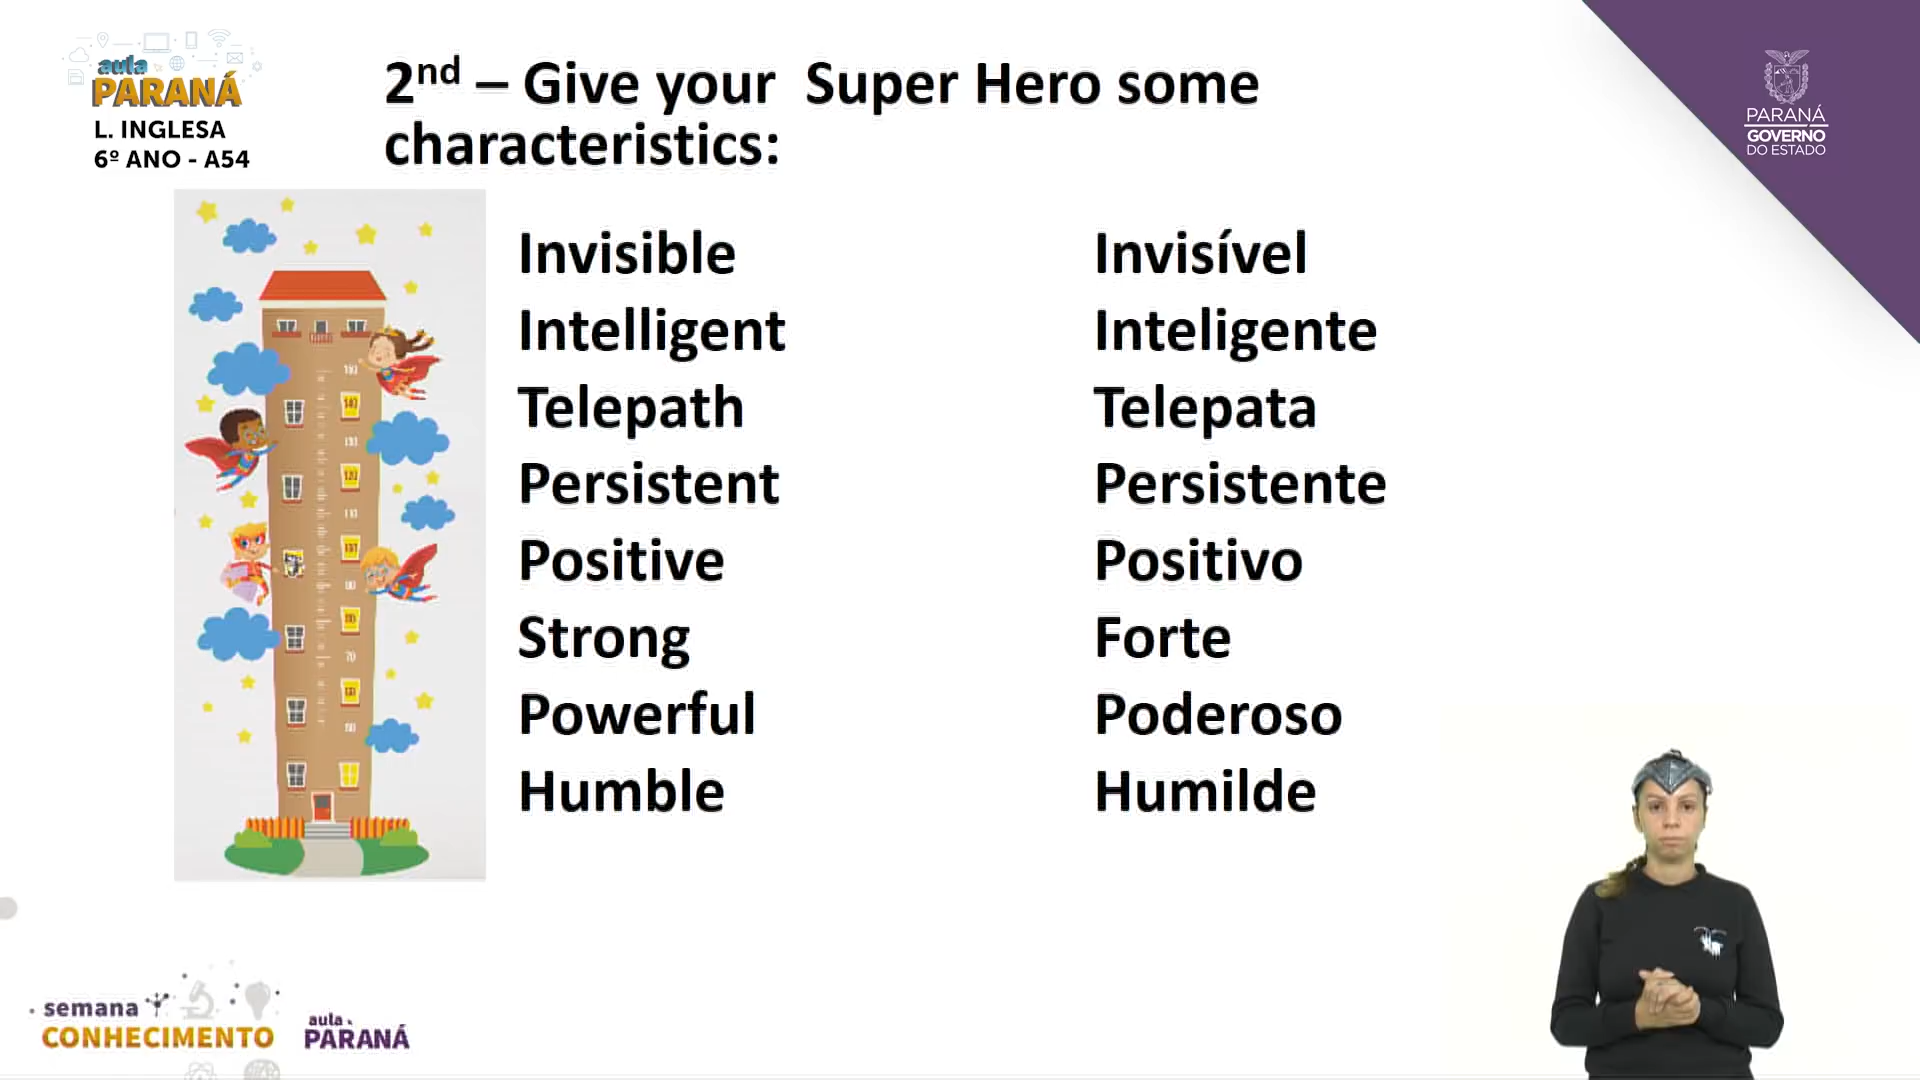 aula
PARANÁ
L. INGLESA
6º ANO - A54
2nd – Give your Super Hero some
characteristics:
PARANÁ
GOVERNO
DO ESTADO
Invisible Invisível
Intelligent Inteligente
Telepath Telepata
Persistent Persistente
Positive Positivo
Strong Forte
Powerful Poderoso
Humble Humilde
70
semana
CONHECIMENTO
aula
PARANÁ